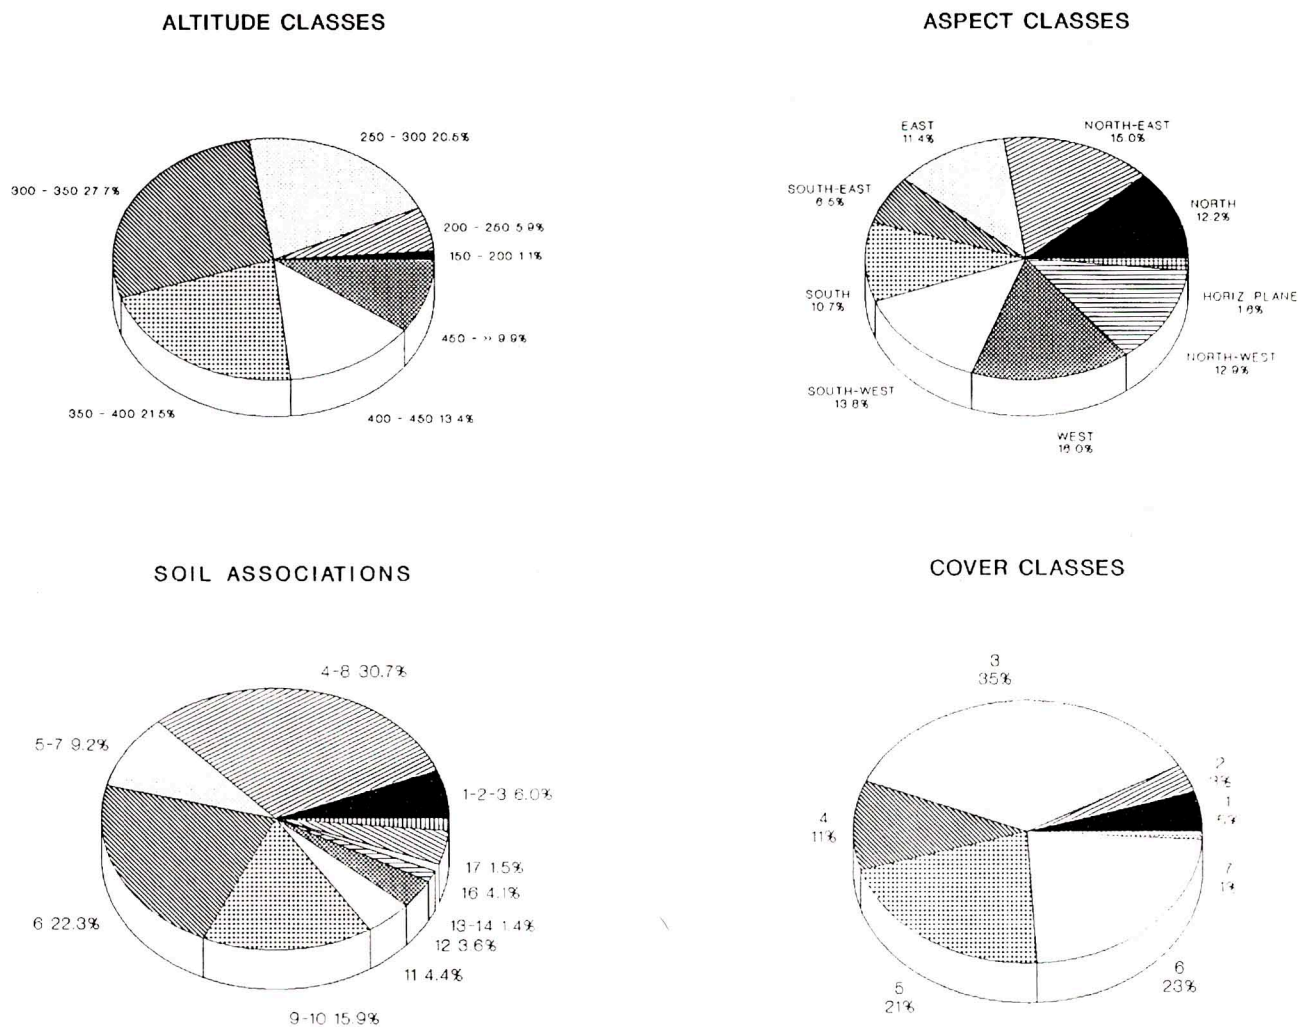 ALTITUDE CLASSES
250 - 300 20.5%
300 - 350 27.7%
200 - 250 5.9%
150 - 200 1.1%
450 - >> 9.9%
350 - 400 21.5%
400 - 450 13.4%
ASPECT CLASSES
EAST
11.4%
NORTH-EAST
15.0%
SOUTH-EAST
6.5%
NORTH
12.2%
SOUTH
10.7%
HORIZ PLANE
1.6%
NORTH-WEST
12.9%
SOUTH-WEST
13.8%
WEST
16.0%
SOIL ASSOCIATIONS
4-8 30.7%
5-7 9.2%
1-2-3 6.0%
17 1.5%
16 4.1%
13-14 1.4%
12 3.6%
11 4.4%
6 22.3%
9-10 15.9%
COVER CLASSES
3
35%
2
1
5%
4
11%
7
5
21%
6
23%